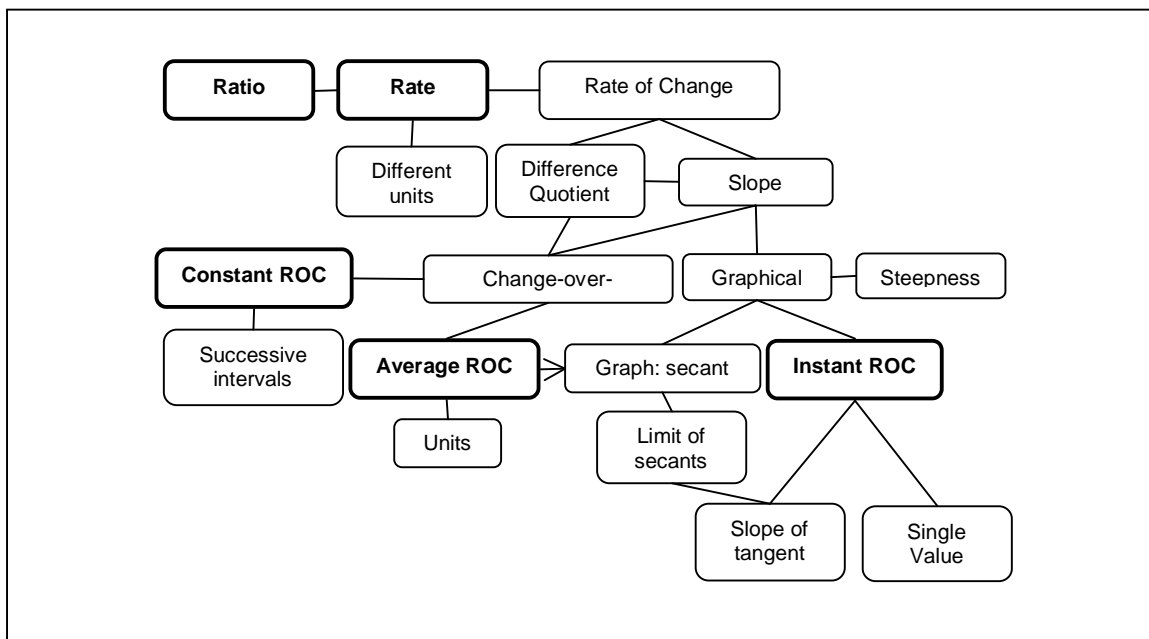 Ratio
Rate
Rate of Change
Different
units
Difference
Quotient
Slope
Constant ROC
Change-over-
Graphical
Steepness
Successive
intervals
Average ROC
Graph: secant
Instant ROC
Units
Limit of
secants
Slope of
tangent
Single
Value